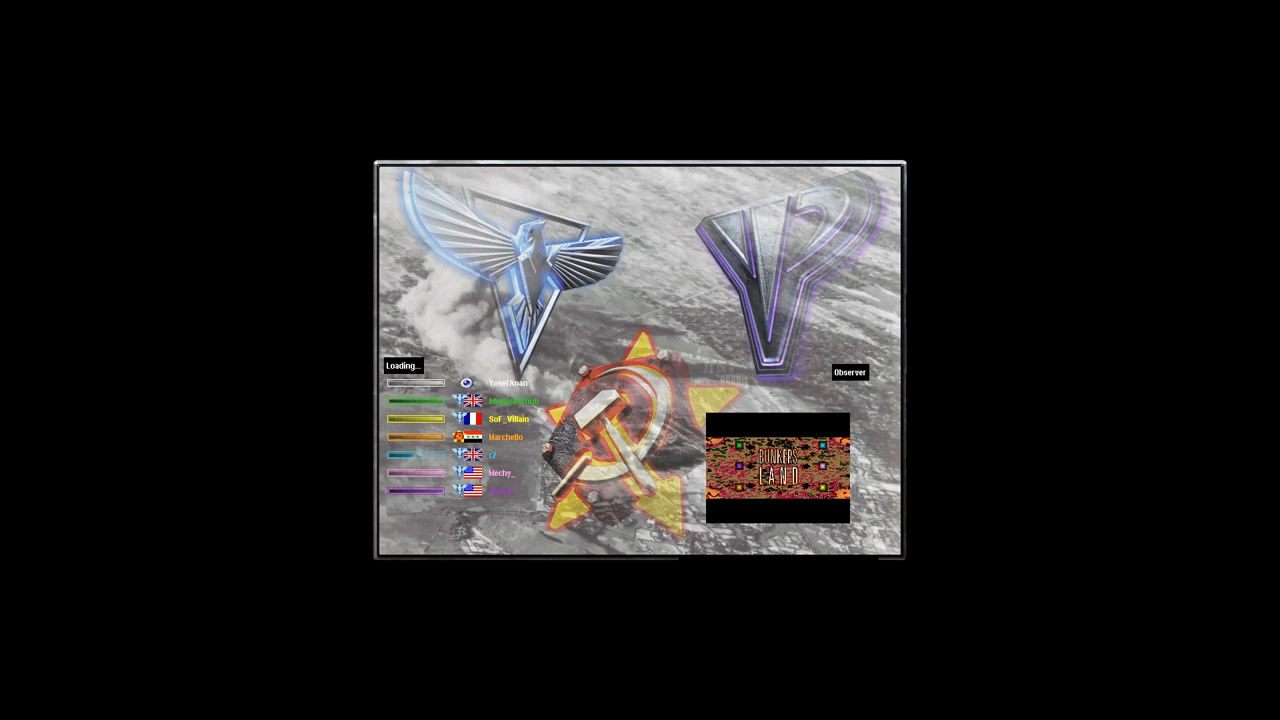 Loading...
Observer
YosefAnan
SoF_Villain
Marchello
r2
Mechy_
BUNKERS
LAND